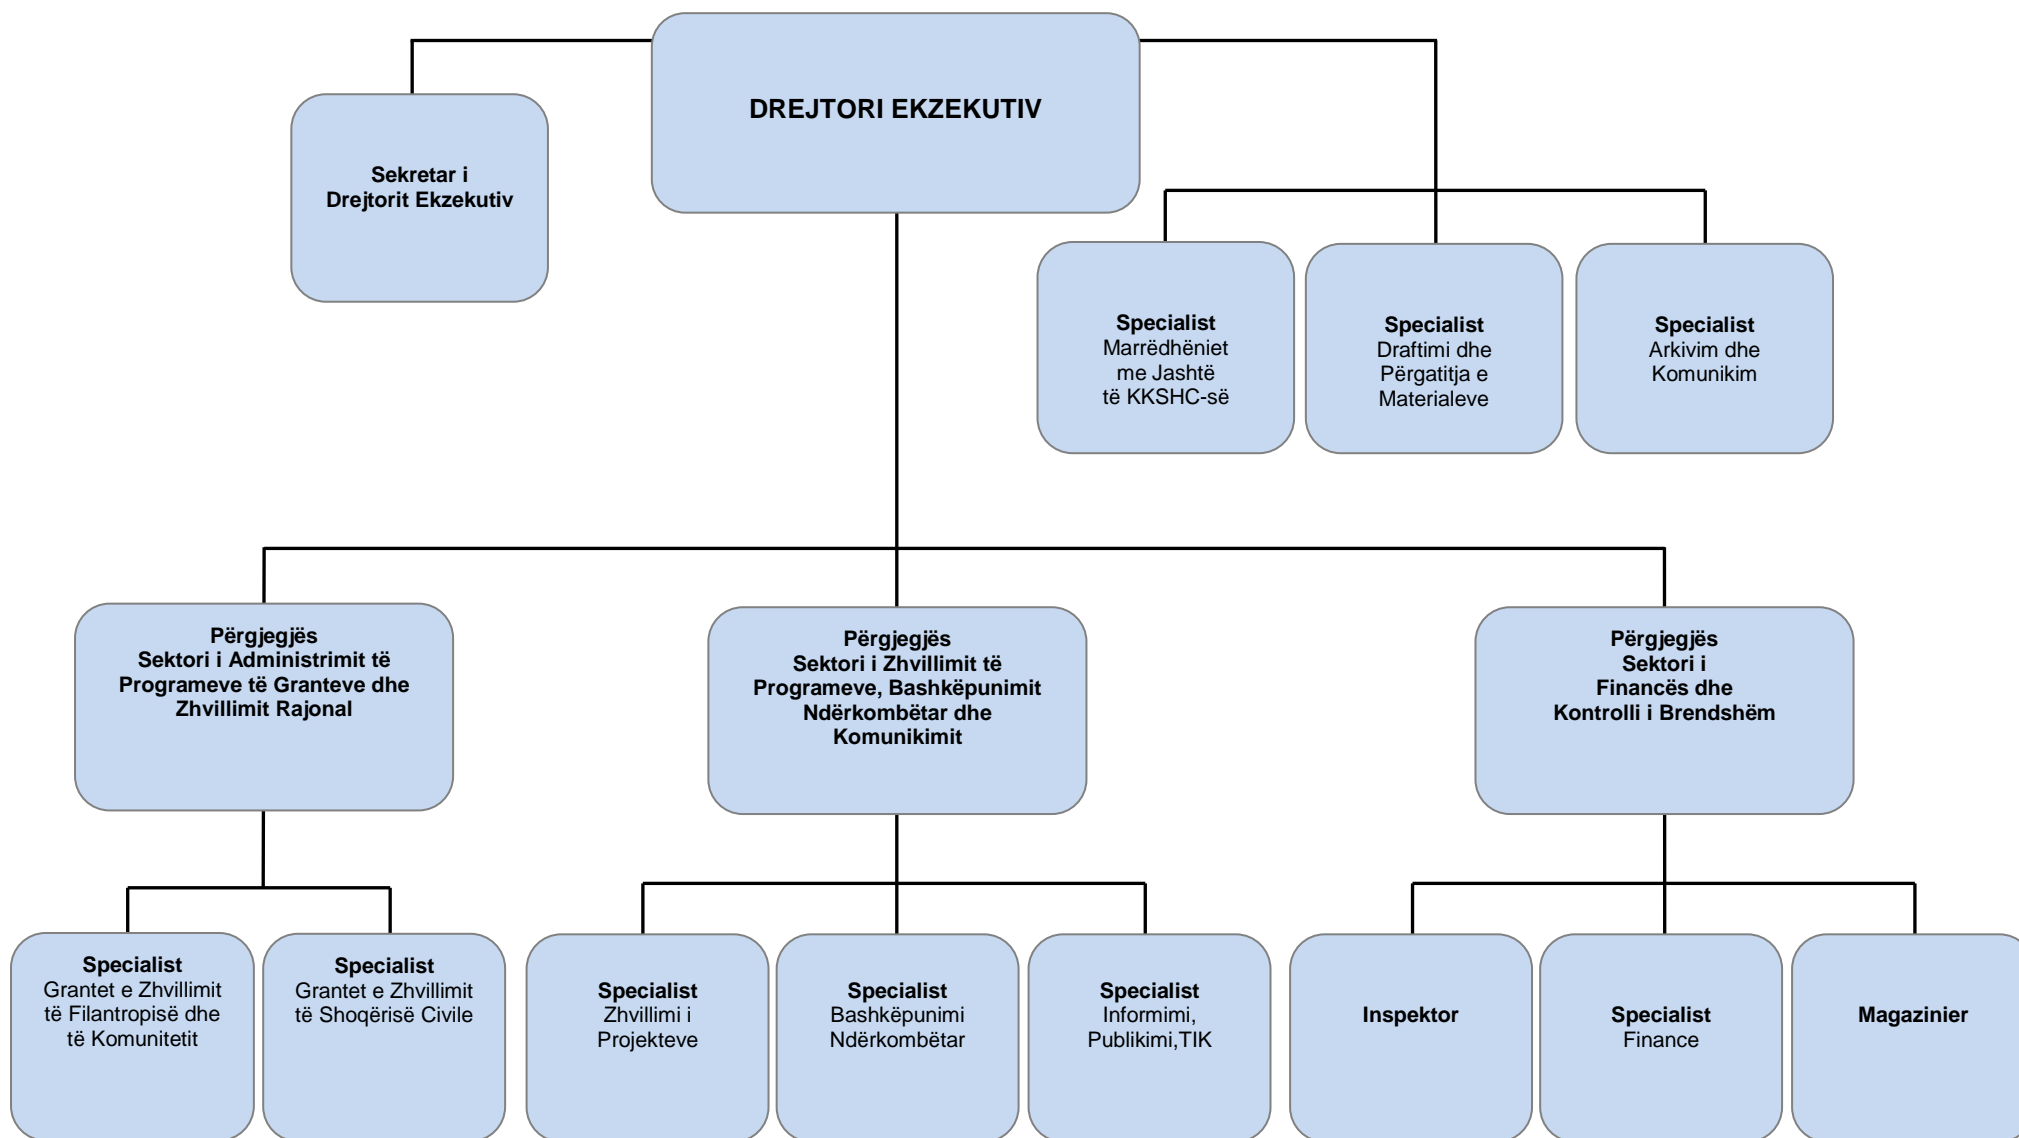 DREJTORI EKZEKUTIV
Sekretar i
Drejtorit Ekzekutiv
Specialist
Marrëdhëniet
me Jashtë
të KKSHC-së
Specialist
Draftimi dhe
Përgatitja e
Materialeve
Specialist
Arkivim dhe
Komunikim
Përgjegjës
Sektori i Administrimit të
Programeve të Granteve dhe
Zhvillimit Rajonal
Përgjegjës
Sektori i Zhvillimit të
Programeve, Bashkëpunimit
Ndërkombëtar dhe
Komunikimit
Përgjegjës
Sektori i
Financës dhe
Kontrolli i Brendshëm
Specialist
Grantet e Zhvillimit
të Filantropisë dhe
të Komunitetit
Specialist
Grantet e Zhvillimit
të Shoqërisë Civile
Specialist
Zhvillimi i
Projekteve
Specialist
Bashkëpunimi
Ndërkombëtar
Specialist
Informimi,
Publikimi,TIK
Inspektor
Specialist
Finance
Magazinier